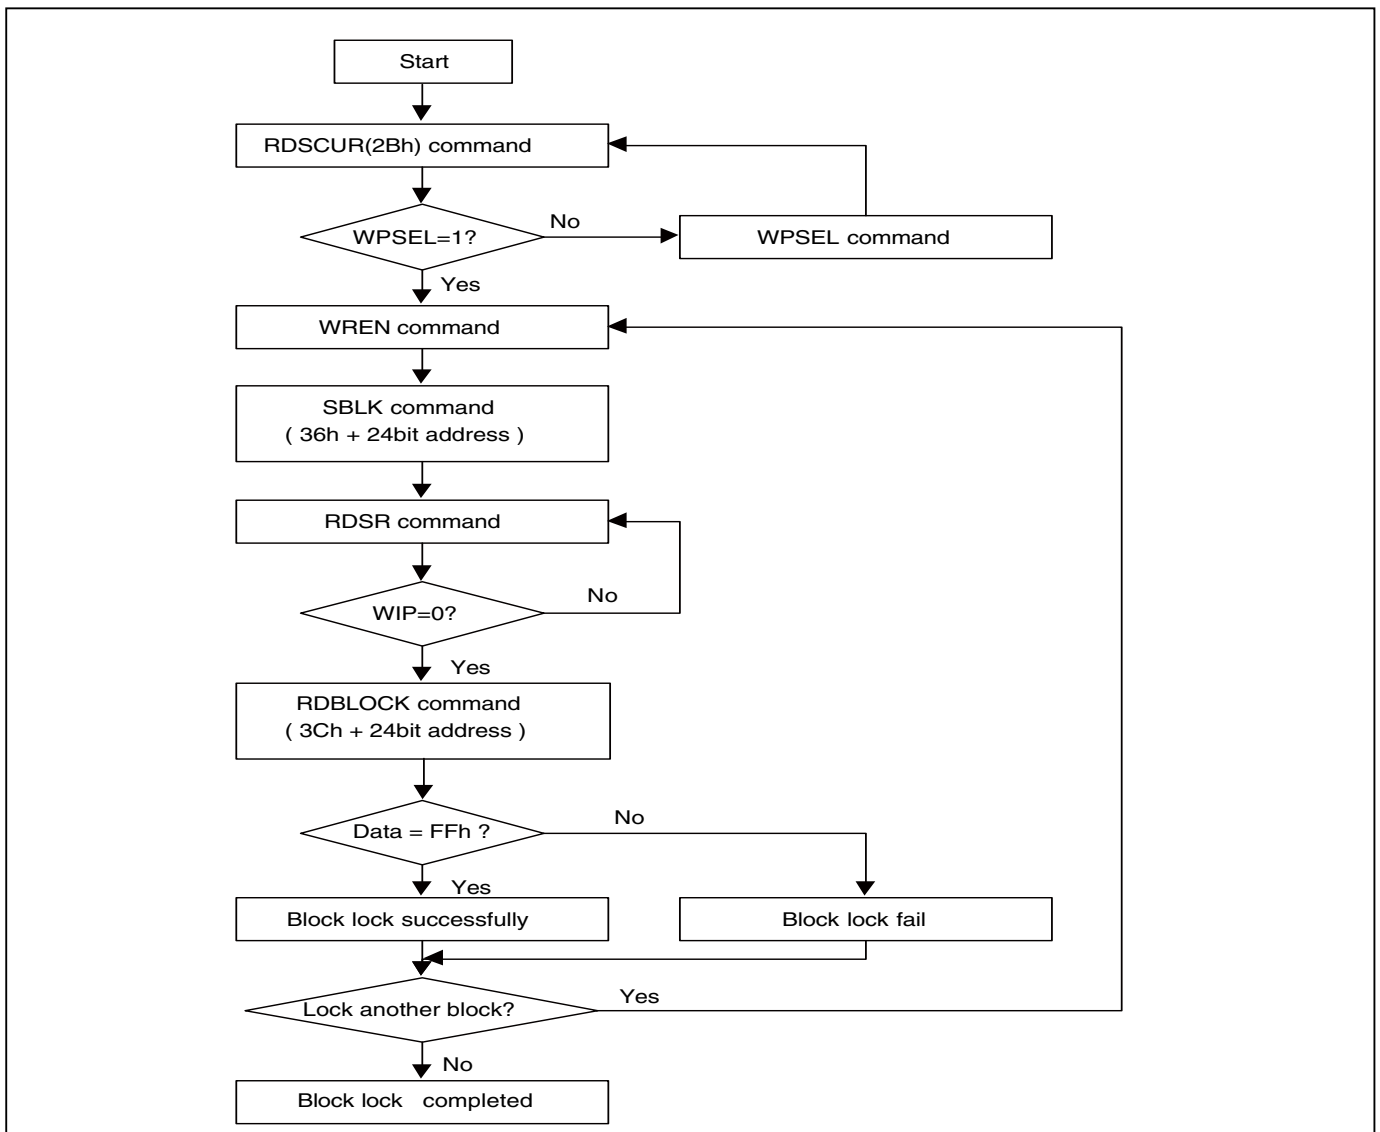 Start
RDSCUR(2Bh) command
WPSEL=1?
No
WPSEL command
Yes
WREN command
SBLK command
( 36h + 24bit address )
RDSR command
WIP=0?
No
Yes
RDBLOCK command
( 3Ch + 24bit address )
Data = FFh ?
No
Yes
Block lock successfully
Block lock fail
Lock another block?
Yes
No
Block lock completed